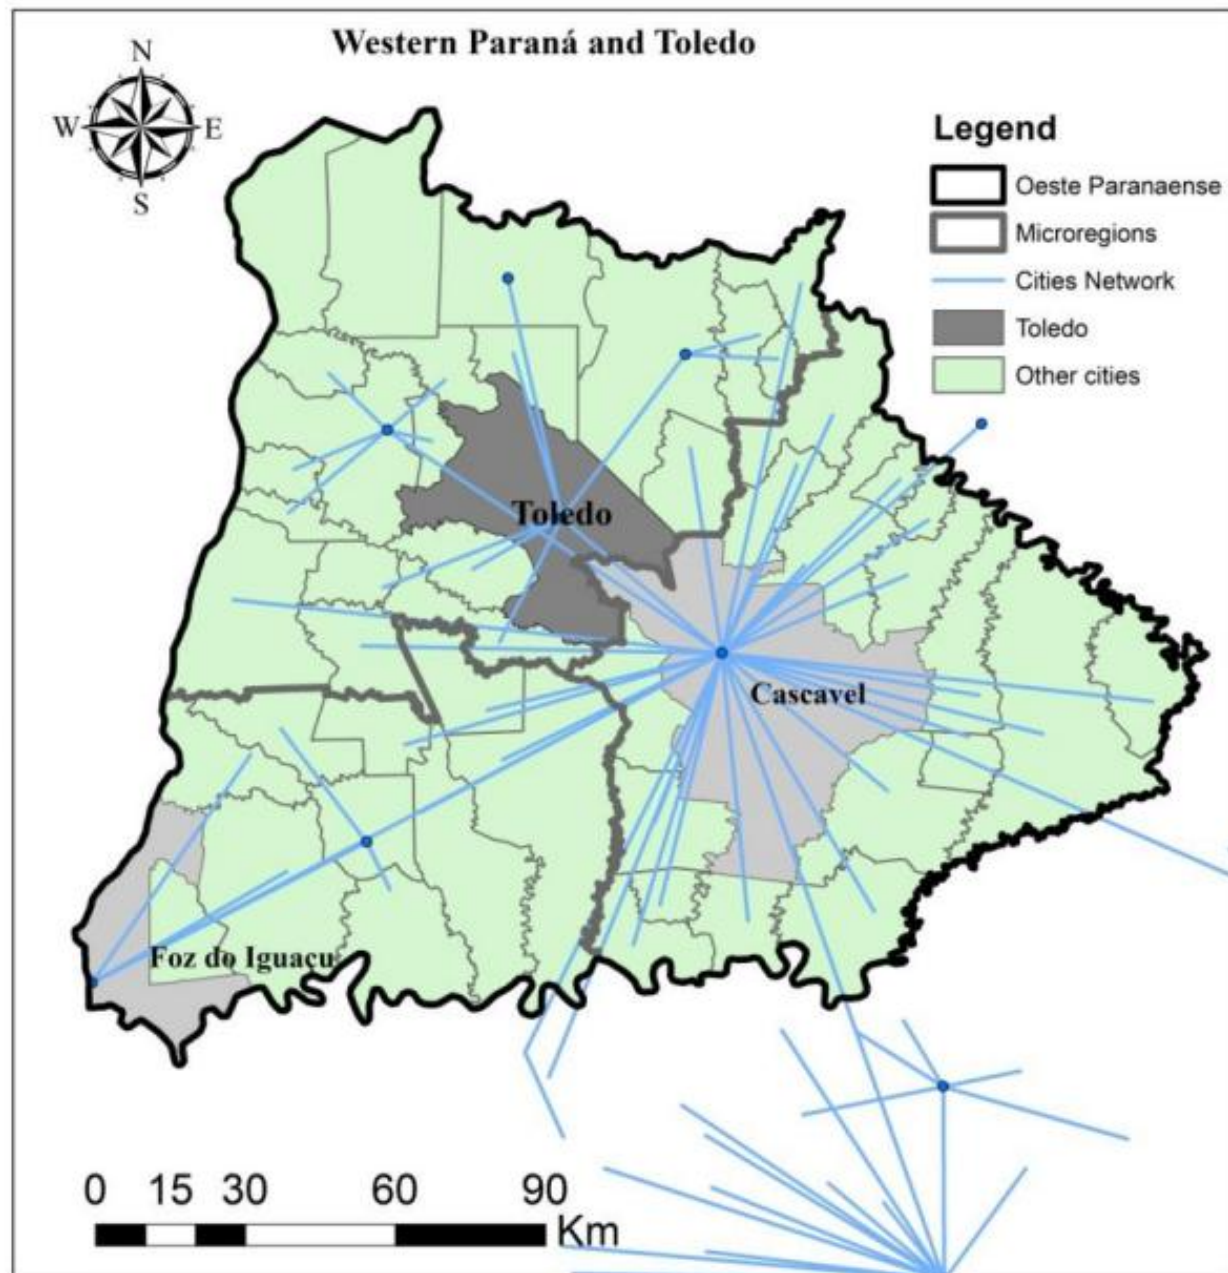 Western Paraná and Toledo
N
W E
S
Legend
Oeste Paranaense
Microregions
Cities Network
Toledo
Other cities
Toledo
Cascavel
Foz do Iguaçu
0 15 30 60 90
Km